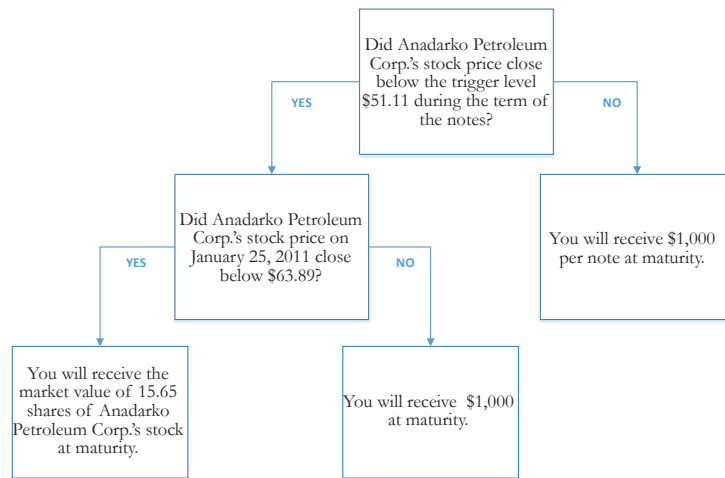 Did Anadarko Petroleum
Corp.'s stock price close
below the trigger level
$51.11 during the term of
the notes?
YES
NO
Did Anadarko Petroleum
Corp.'s stock price on
January 25, 2011 close
below $63.89?
You will receive $1,000
per note at maturity.
YES
NO
You will receive the
market value of 15.65
shares of Anadarko
Petroleum Corp.'s stock
at maturity.
You will receive $1,000
at maturity.